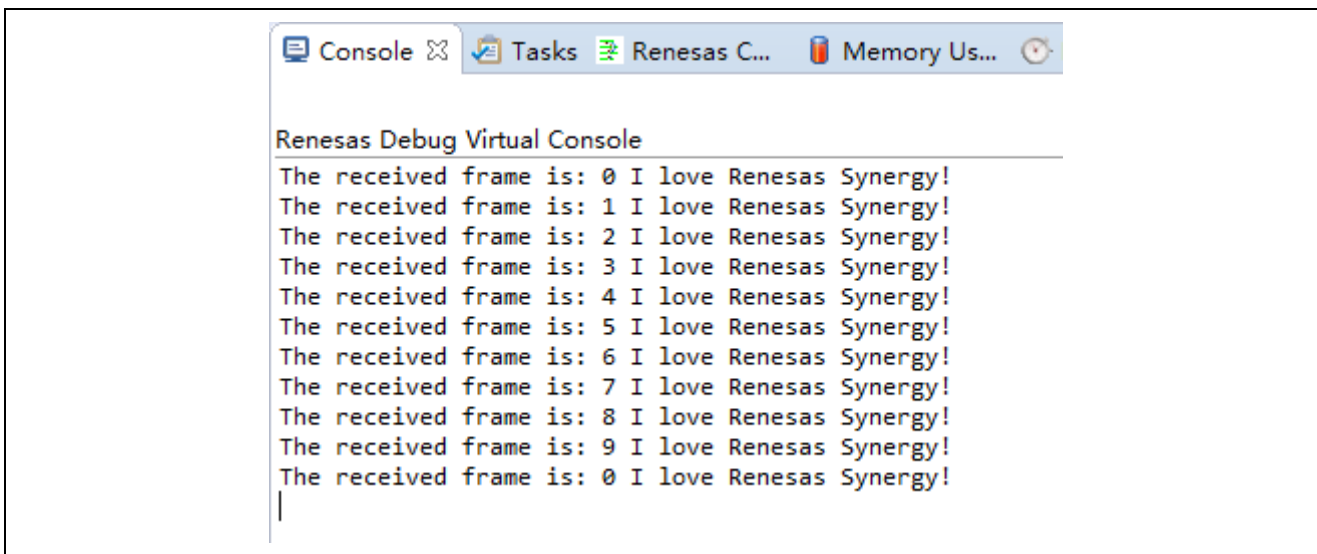 Console Tasks Renesas C... Memory Us...
Renesas Debug Virtual Console
The received frame is: 0 I love Renesas Synergy!
The received frame is: 1 I love Renesas Synergy!
The received frame is: 2 I love Renesas Synergy!
The received frame is: 3 I love Renesas Synergy!
The received frame is: 4 I love Renesas Synergy!
The received frame is: 5 I love Renesas Synergy!
The received frame is: 6 I love Renesas Synergy!
The received frame is: 7 I love Renesas Synergy!
The received frame is: 8 I love Renesas Synergy!
The received frame is: 9 I love Renesas Synergy!
The received frame is: 0 I love Renesas Synergy!